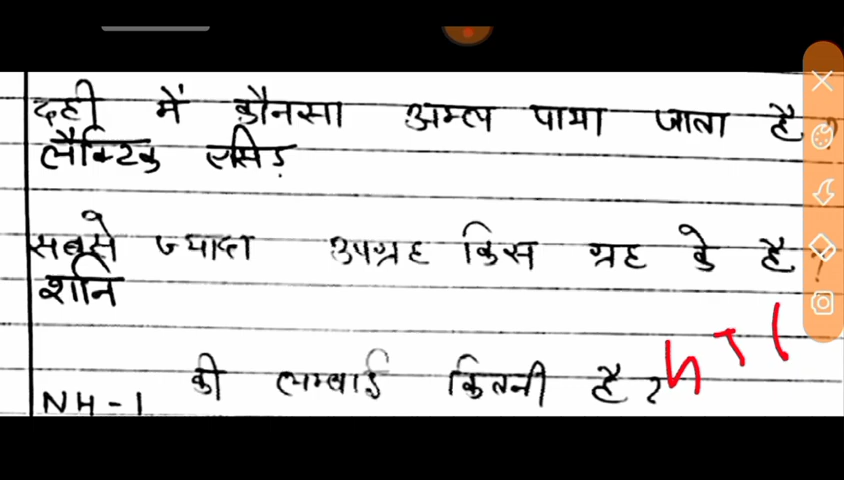 दही में कौनसा अम्ल पाया जाता है?
लैक्टिक एसिड
सबसे ज्यादा उपग्रह किस ग्रह के है?
शनि
NH-1 की लम्बाई कितनी है?